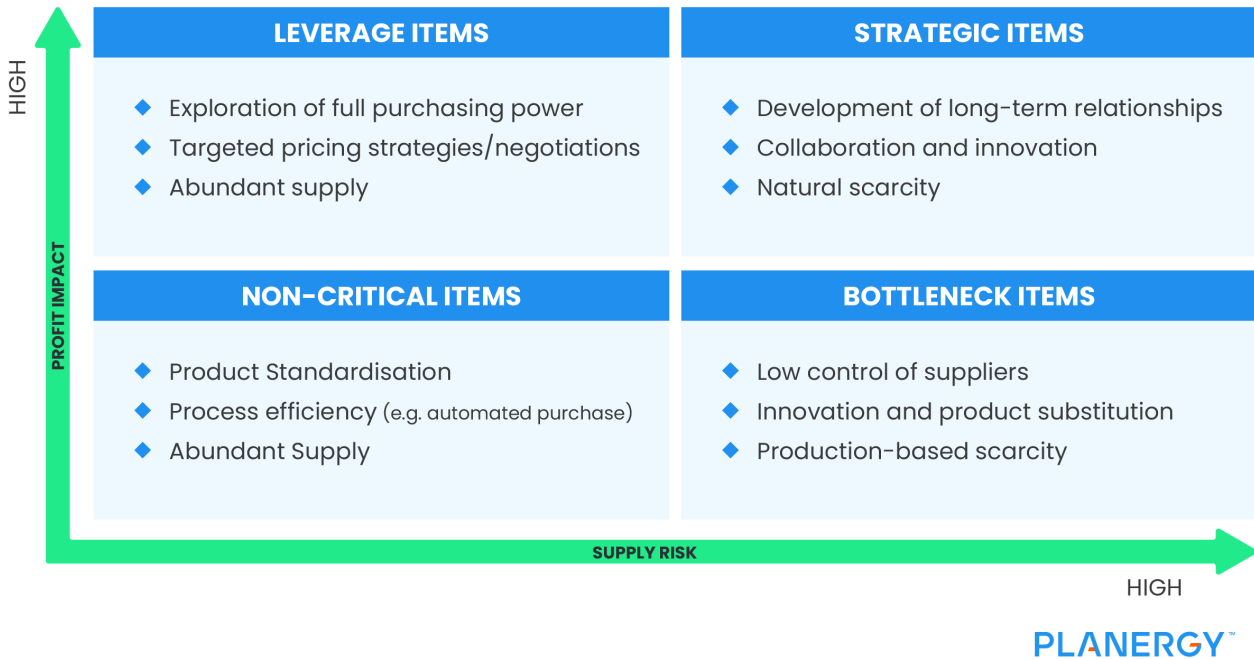 HIGH
LEVERAGE ITEMS
Exploration of full purchasing power
Targeted pricing strategies/negotiations
Abundant supply
STRATEGIC ITEMS
Development of long-term relationships
Collaboration and innovation
Natural scarcity
PROFIT IMPACT
NON-CRITICAL ITEMS
Product Standardisation
Process efficiency (e.g. automated purchase)
Abundant Supply
BOTTLENECK ITEMS
Low control of suppliers
Innovation and product substitution
Production-based scarcity
SUPPLY RISK
HIGH
PLANERGY™